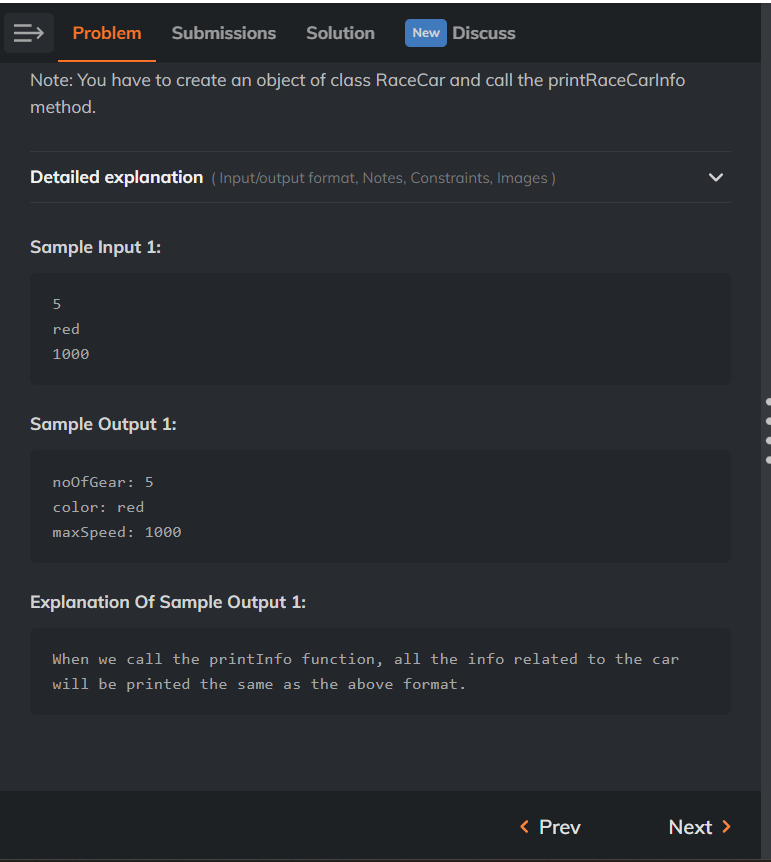 Problem Submissions Solution New Discuss
Note: You have to create an object of class RaceCar and call the printRaceCarInfo
method.
Detailed explanation ( Input/output format, Notes, Constraints, Images )
Sample Input 1:
5
red
1000
Sample Output 1:
noOfGear: 5
color: red
maxSpeed: 1000
Explanation Of Sample Output 1:
When we call the printInfo function, all the info related to the car
will be printed the same as the above format.
Prev Next